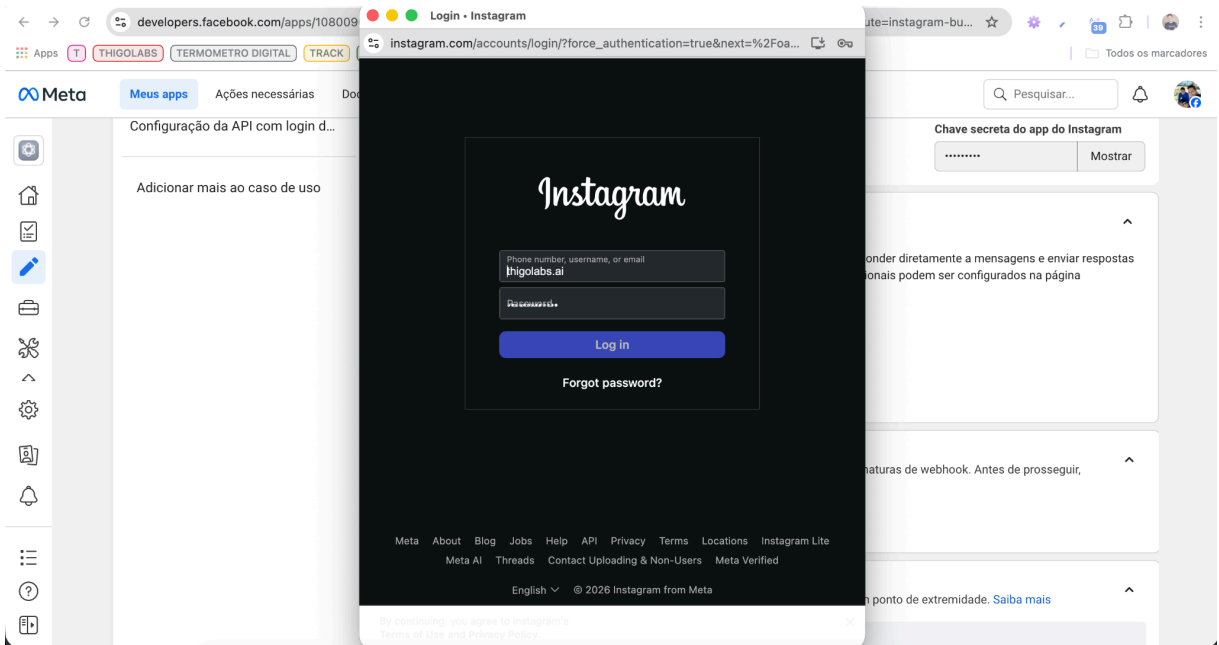 developers.facebook.com/apps/10800
ute=instagram-bu...
39
Apps
T
THIGOLABS
TERMOMETRO DIGITAL
TRACK
Todos os marcadores
Meta
Meus apps
Ações necessárias
Doc
Pesquisar...
Configuração da API com login d...
Adicionar mais ao caso de uso
Login • Instagram
instagram.com/accounts/login/?force_authentication=true&next=%2Foa...
Instagram
Phone number, username, or email
thigolabs.ai
Password
Log in
Forgot password?
Meta About Blog Jobs Help API Privacy Terms Locations Instagram Lite
Meta AI Threads Contact Uploading & Non-Users Meta Verified
English © 2026 Instagram from Meta
By continuing, you agree to Instagram's
Terms of Use and Privacy Policy.
Chave secreta do app do Instagram
•••••••••
Mostrar
onder diretamente a mensagens e enviar respostas
ionais podem ser configurados na página
naturas de webhook. Antes de prosseguir,
ponto de extremidade. Saiba mais